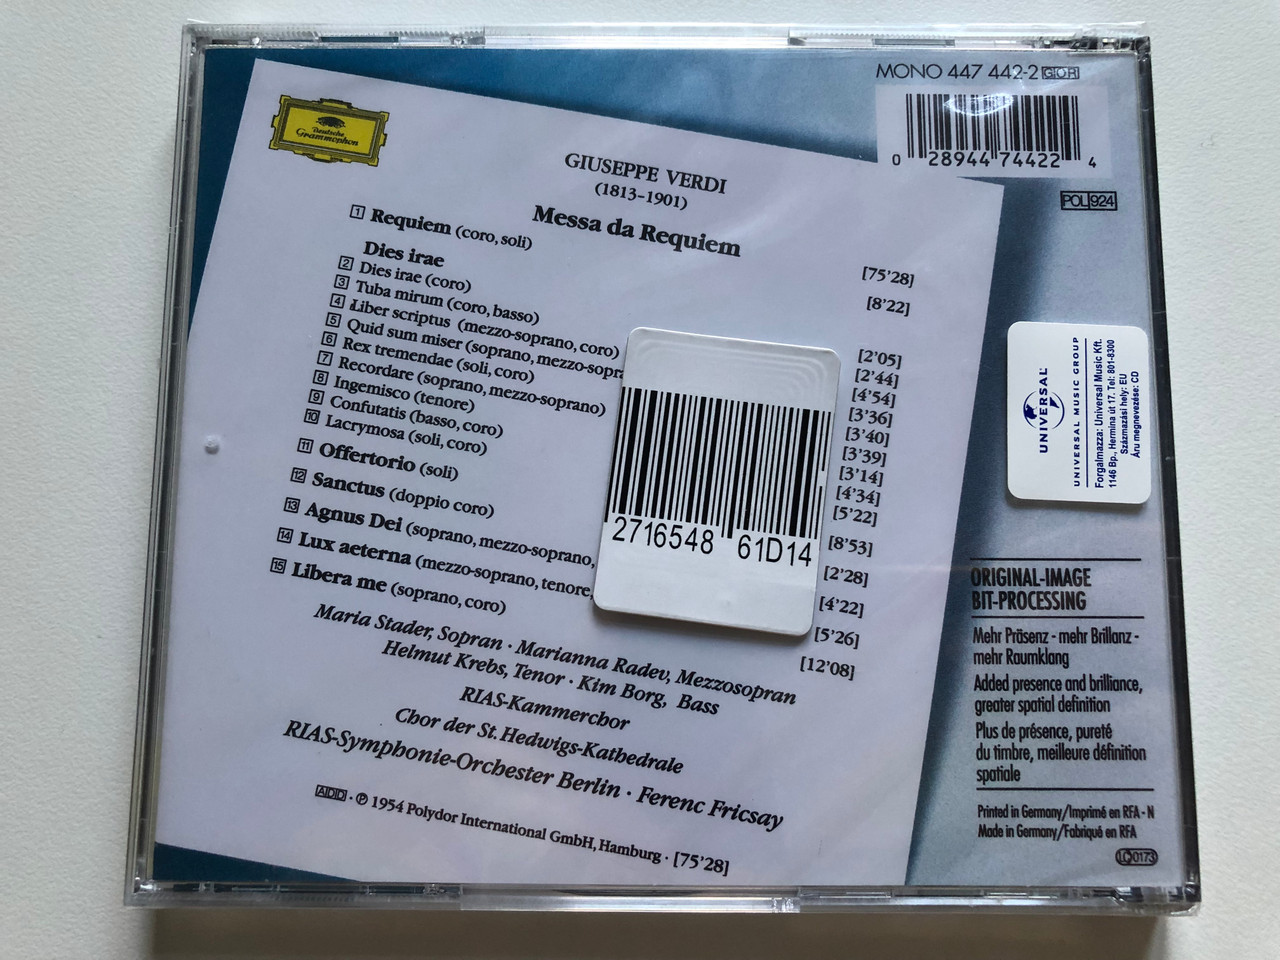 MONO 447 442-2 GOR
0 28944 74422 4
POL 924
Deutsche
Grammophon
GIUSEPPE VERDI
(1813–1901)
Messa da Requiem
[75'28]
1 Requiem (coro, soli) [8'22]
Dies irae
2 Dies irae (coro) [2'05]
3 Tuba mirum (coro, basso) [2'44]
4 Liber scriptus (mezzo-soprano, coro) [4'54]
5 Quid sum miser (soprano, mezzo-sopra [3'36]
6 Rex tremendae (soli, coro) [3'40]
7 Recordare (soprano, mezzo-soprano) [3'39]
8 Ingemisco (tenore) [3'14]
9 Confutatis (basso, coro) [4'34]
10 Lacrymosa (soli, coro) [5'22]
11 Offertorio (soli) [8'53]
12 Sanctus (doppio coro) [2'28]
13 Agnus Dei (soprano, mezzo-soprano, [4'22]
14 Lux aeterna (mezzo-soprano, tenore, [5'26]
15 Libera me (soprano, coro) [12'08]
Maria Stader, Sopran · Marianna Radev, Mezzosopran
Helmut Krebs, Tenor · Kim Borg, Bass
RIAS-Kammerchor
Chor der St. Hedwigs-Kathedrale
RIAS-Symphonie-Orchester Berlin · Ferenc Fricsay
ADD · ℗ 1954 Polydor International GmbH, Hamburg · [75'28]
2716548 61D14
UNIVERSAL
UNIVERSAL MUSIC GROUP
Forgalmazza: Universal Music Kft.
1146 Bp., Hermina út 17. Tel: 801-8300
Származási hely: EU
Áru megnevezése: CD
ORIGINAL-IMAGE
BIT-PROCESSING
Mehr Präsenz - mehr Brillanz -
mehr Raumklang
Added presence and brilliance,
greater spatial definition
Plus de présence, pureté
du timbre, meilleure définition
spatiale
Printed in Germany/Imprimé en RFA - N
Made in Germany/Fabriqué en RFA
LC 0173